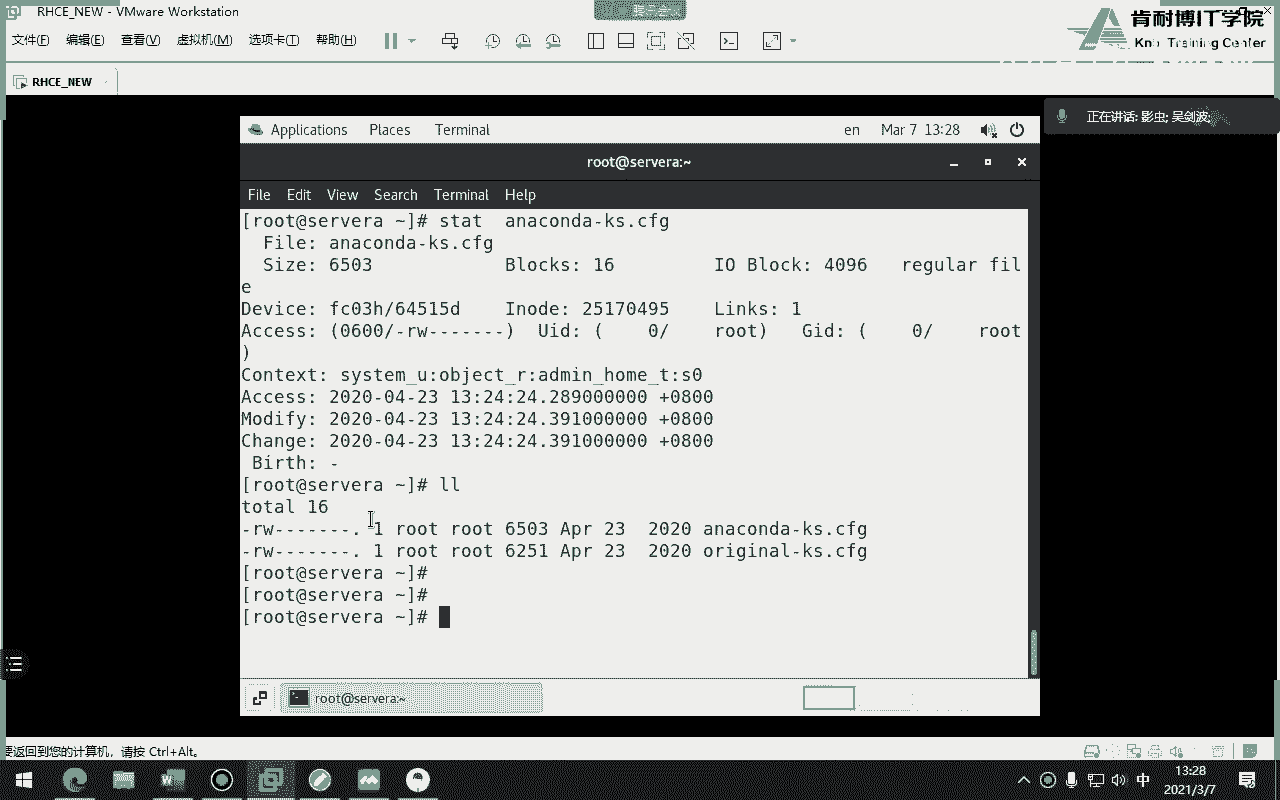 RHCE_NEW - VMware Workstation
肯耐博IT学院
文件(F) 编辑(E) 查看(V) 虚拟机(M) 选项卡(T) 帮助(H)
Training Center
RHCE_NEW
正在讲话: 影虫; 吴剑波;
Applications Places Terminal en Mar 7 13:28
root@servera:~
File Edit View Search Terminal Help
[root@servera ~]# stat  anaconda-ks.cfg
  File: anaconda-ks.cfg
  Size: 6503            Blocks: 16         IO Block: 4096   regular fil
e
Device: fc03h/64515d    Inode: 25170495    Links: 1
Access: (0600/-rw-------)  Uid: (    0/    root)   Gid: (    0/    root
)
Context: system_u:object_r:admin_home_t:s0
Access: 2020-04-23 13:24:24.289000000 +0800
Modify: 2020-04-23 13:24:24.391000000 +0800
Change: 2020-04-23 13:24:24.391000000 +0800
 Birth: -
[root@servera ~]# ll
total 16
-rw-------. 1 root root 6503 Apr 23  2020 anaconda-ks.cfg
-rw-------. 1 root root 6251 Apr 23  2020 original-ks.cfg
[root@servera ~]#
[root@servera ~]#
[root@servera ~]#
root@servera:~
要返回到您的计算机，请按 Ctrl+Alt。
中
13:28
2021/3/7